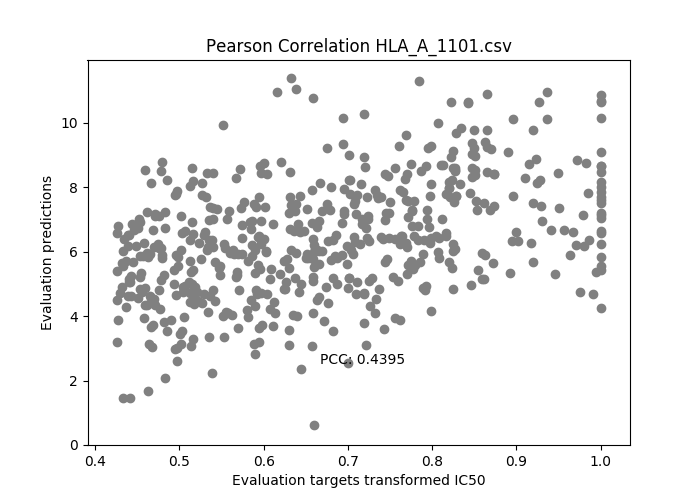 Pearson Correlation HLA_A_1101.csv
Evaluation predictions
10
8
6
4
2
0
PCC: 0.4395
0.4 0.5 0.6 0.7 0.8 0.9 1.0
Evaluation targets transformed IC50